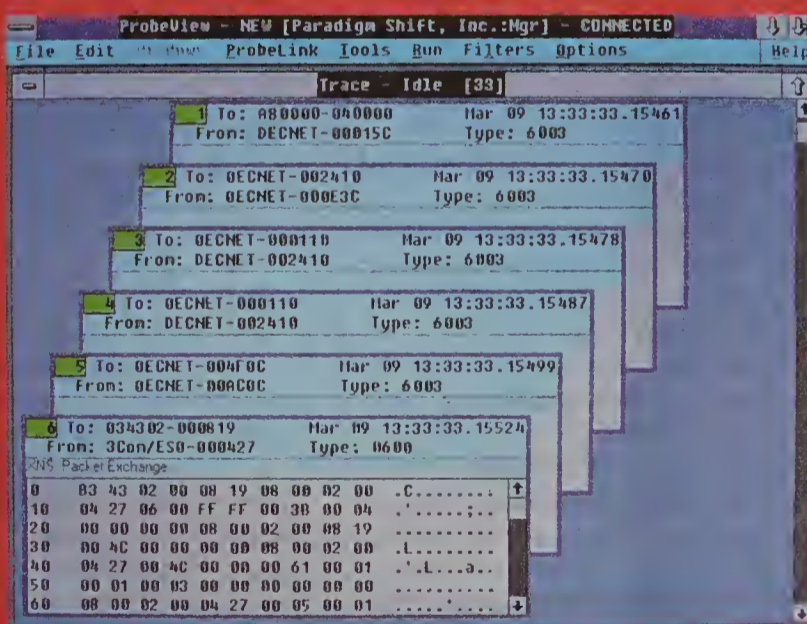 ProbeView - NEW [Paradigm Shift, Inc.:Mgr] - CONNECTED
File Edit ProbeLink Tools Run Filters Options Help
Trace - Idle [33]
1 To: A80000-040000 Mar 09 13:33:33.15461
From: DECNET-00015C Type: 6003
2 To: DECNET-002410 Mar 09 13:33:33.15470
From: DECNET-000E3C Type: 6003
3 To: DECNET-000110 Mar 09 13:33:33.15478
From: DECNET-002410 Type: 6003
4 To: DECNET-000110 Mar 09 13:33:33.15487
From: DECNET-002410 Type: 6003
5 To: DECNET-004F0C Mar 09 13:33:33.15499
From: DECNET-00AC0C Type: 6003
6 To: 034302-000819 Mar 09 13:33:33.15524
From: 3Com/ESD-000427 Type: 0600
XNS Packet Exchange
0 03 43 02 00 08 19 08 00 02 00 .C........
10 04 27 06 00 FF FF 00 3B 00 04 .'.....;..
20 00 00 00 00 08 00 02 00 08 19 ..........
30 00 4C 00 00 00 00 08 00 02 00 .L........
40 04 27 00 4C 00 00 00 61 00 01 .'.L...a..
50 00 01 00 03 00 00 00 00 00 00 ..........
60 08 00 02 00 04 27 00 05 00 01 .....'....